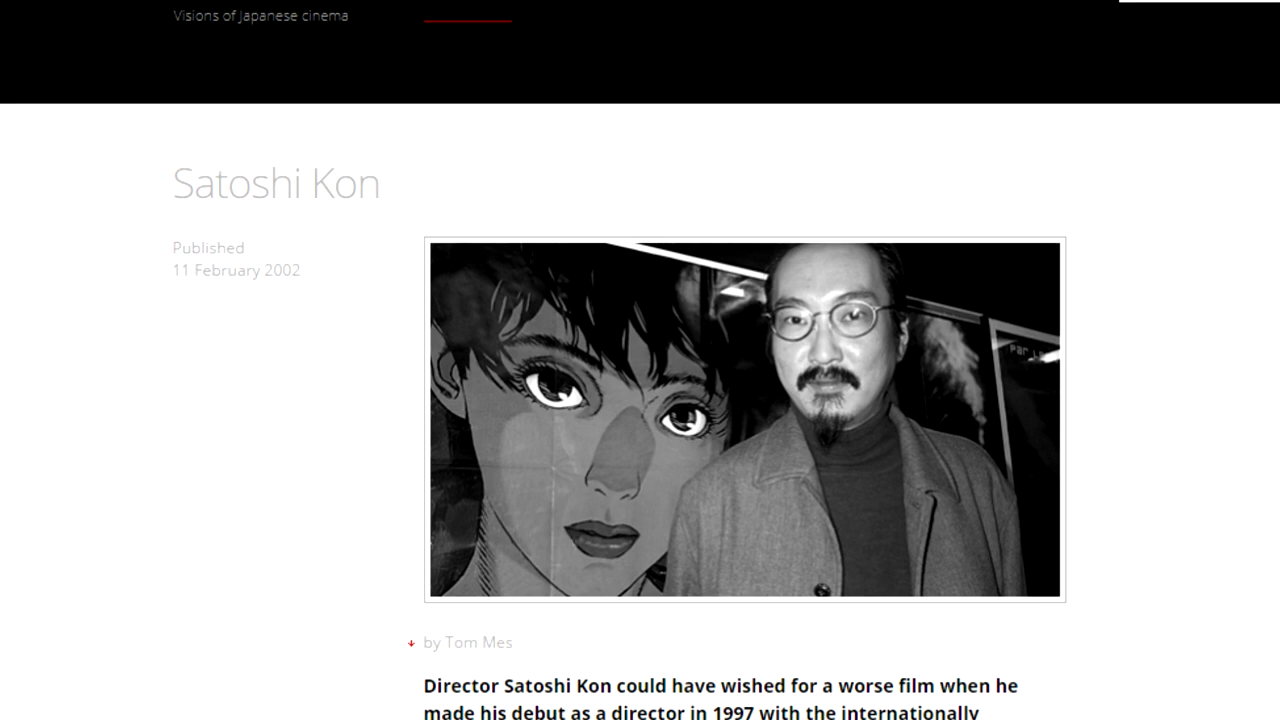 Visions of Japanese cinema
Satoshi Kon
Published
11 February 2002
by Tom Mes
Director Satoshi Kon could have wished for a worse film when he
made his debut as a director in 1997 with the internationally